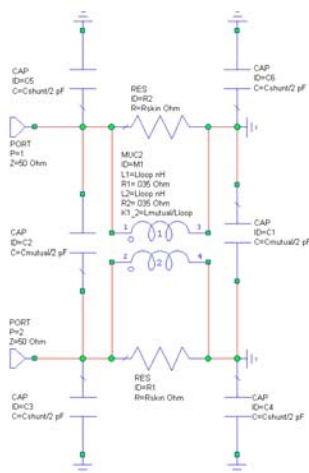 CAP
ID=C5
C=Cshunt/2 pF
CAP
ID=C6
C=Cshunt/2 pF
RES
ID=R2
R=Rskin Ohm
PORT
P=1
Z=50 Ohm
MUC2
ID=M1
L1=Lloop nH
R1=.035 Ohm
L2=Lloop nH
R2=.035 Ohm
K1_2=Lmutual/Lloop
CAP
ID=C2
C=Cmutual/2 pF
CAP
ID=C1
C=Cmutual/2 pF
1
1
3
2
2
4
PORT
P=2
Z=50 Ohm
RES
ID=R1
R=Rskin Ohm
CAP
ID=C3
C=Cshunt/2 pF
CAP
ID=C4
C=Cshunt/2 pF